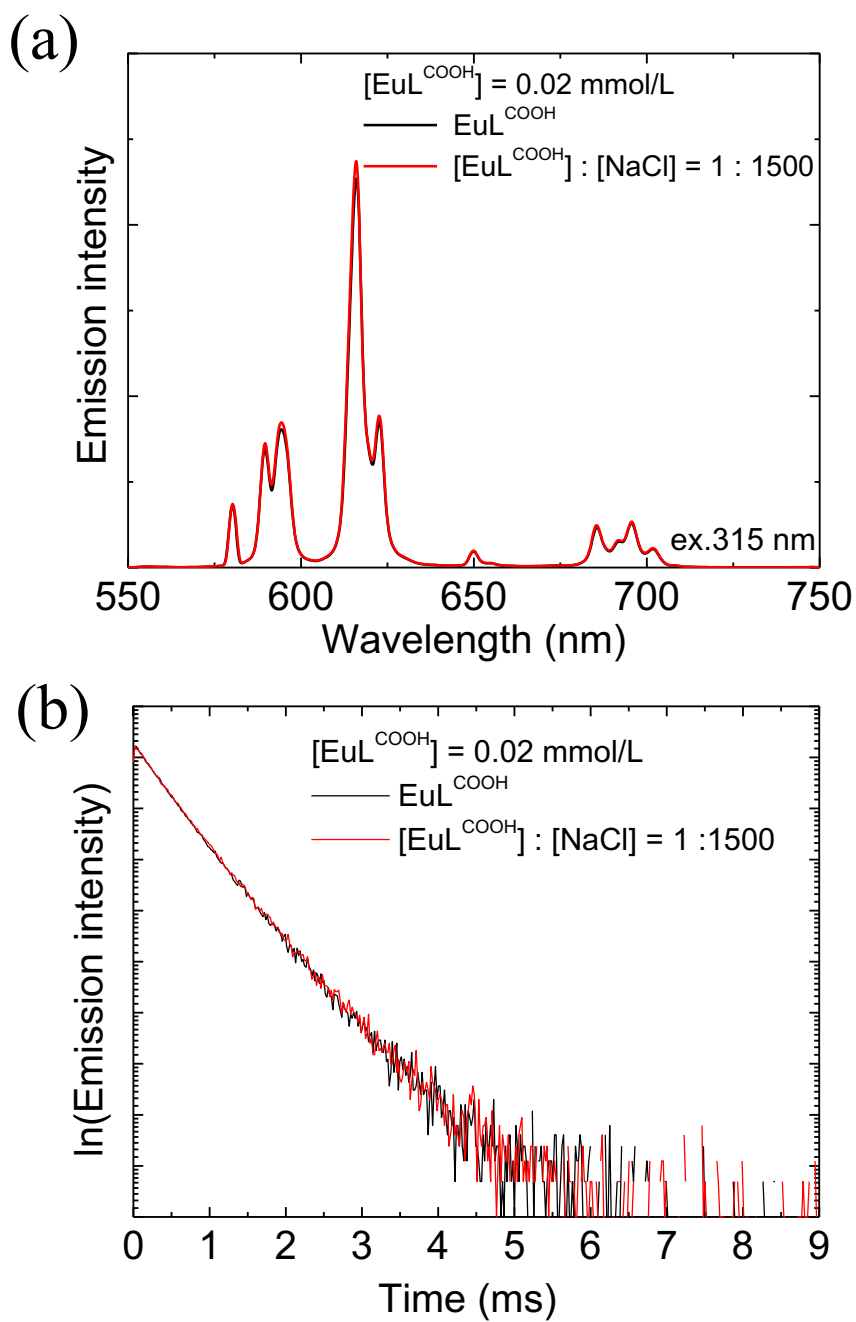 (a)
[EuL^COOH] = 0.02 mmol/L
EuL^COOH
[EuL^COOH] : [NaCl] = 1 : 1500
Emission intensity
ex.315 nm
550 600 650 700 750
Wavelength (nm)
(b)
[EuL^COOH] = 0.02 mmol/L
EuL^COOH
[EuL^COOH] : [NaCl] = 1 :1500
ln(Emission intensity)
0 1 2 3 4 5 6 7 8 9
Time (ms)